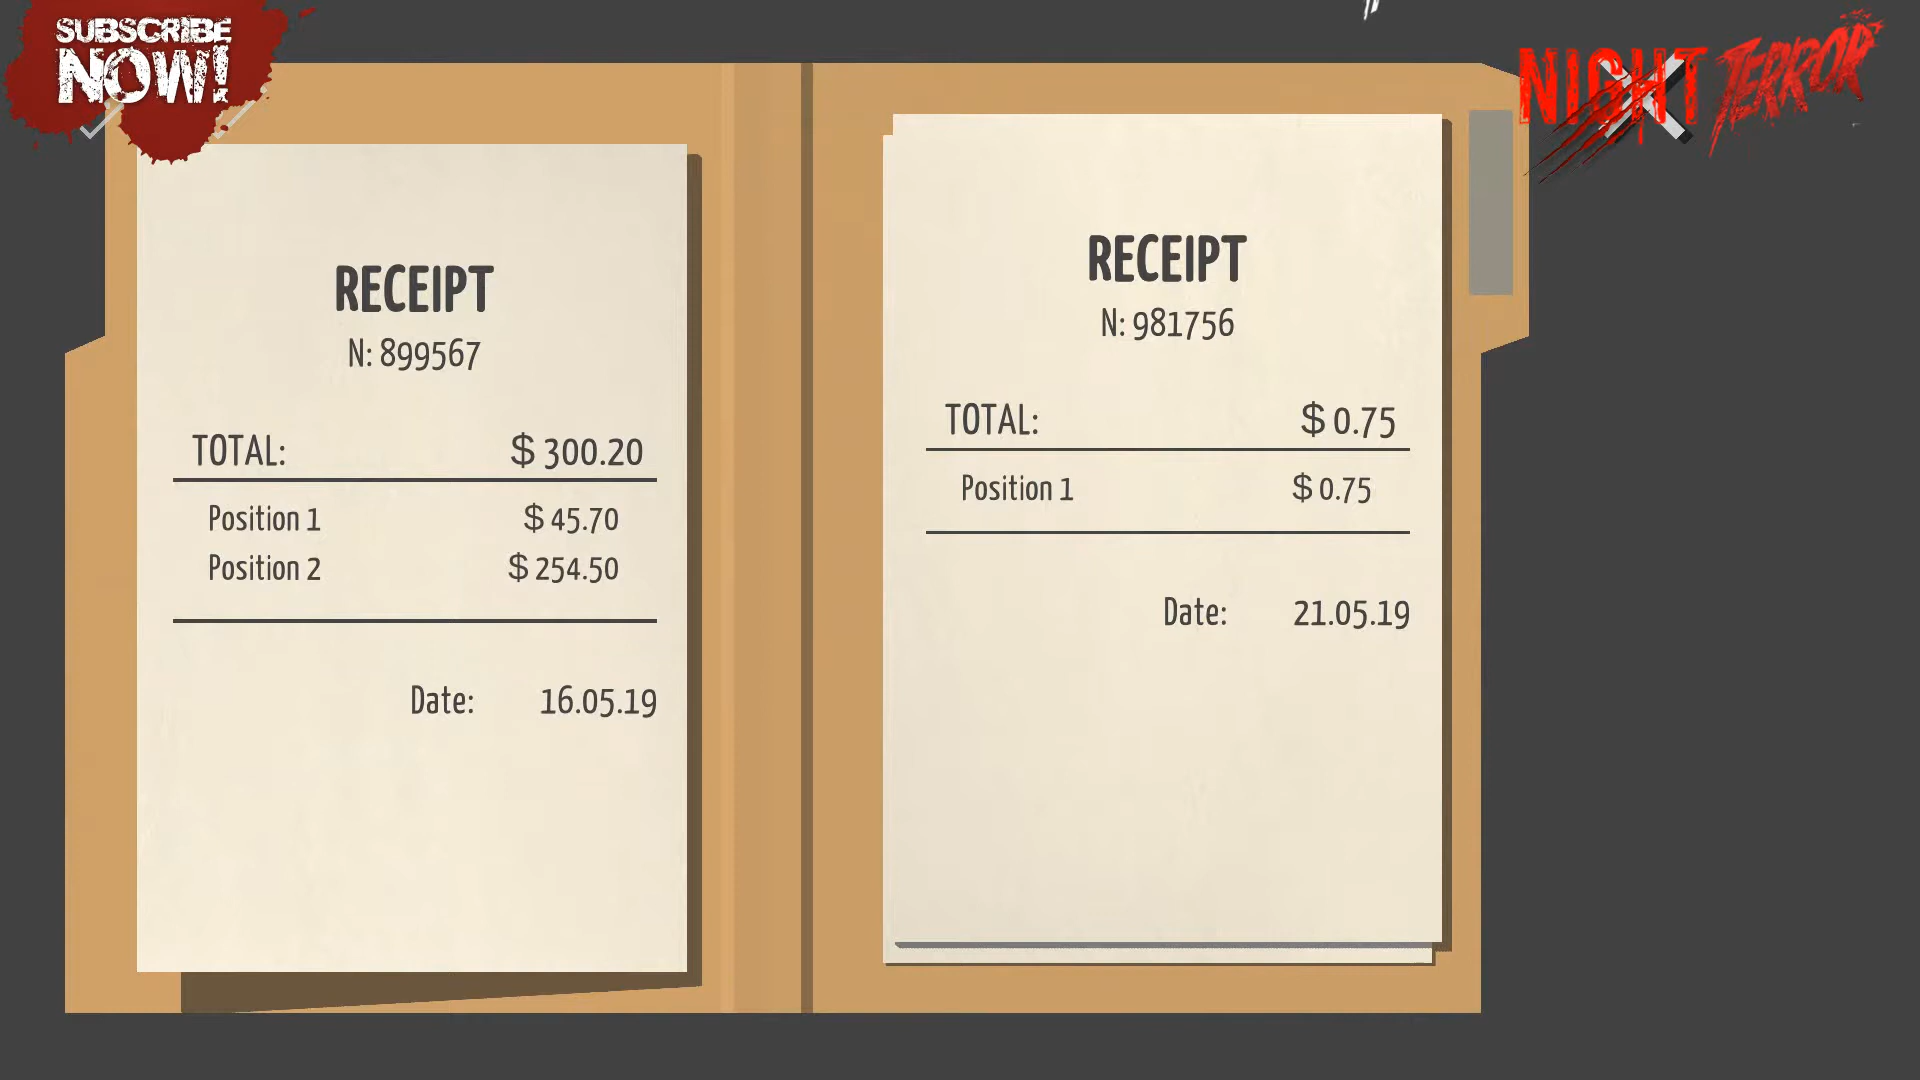 SUBSCRIBE
NOW!
NIGHT TERROR
RECEIPT
N: 899567
TOTAL: $ 300.20
Position 1 $ 45.70
Position 2 $ 254.50
Date: 16.05.19
RECEIPT
N: 981756
TOTAL: $ 0.75
Position 1 $ 0.75
Date: 21.05.19